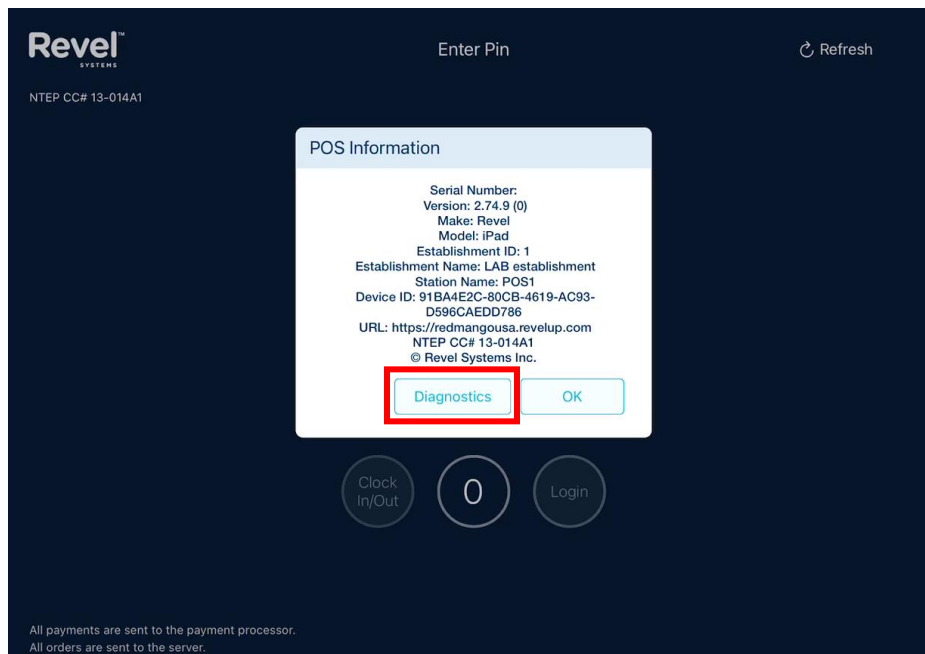 Revel™
SYSTEMS
Enter Pin
Refresh
NTEP CC# 13-014A1
POS Information
Serial Number:
Version: 2.74.9 (0)
Make: Revel
Model: iPad
Establishment ID: 1
Establishment Name: LAB establishment
Station Name: POS1
Device ID: 91BA4E2C-80CB-4619-AC93-
D596CAEDD786
URL: https://redmangousa.revelup.com
NTEP CC# 13-014A1
© Revel Systems Inc.
Diagnostics
OK
Clock
In/Out
0
Login
All payments are sent to the payment processor.
All orders are sent to the server.